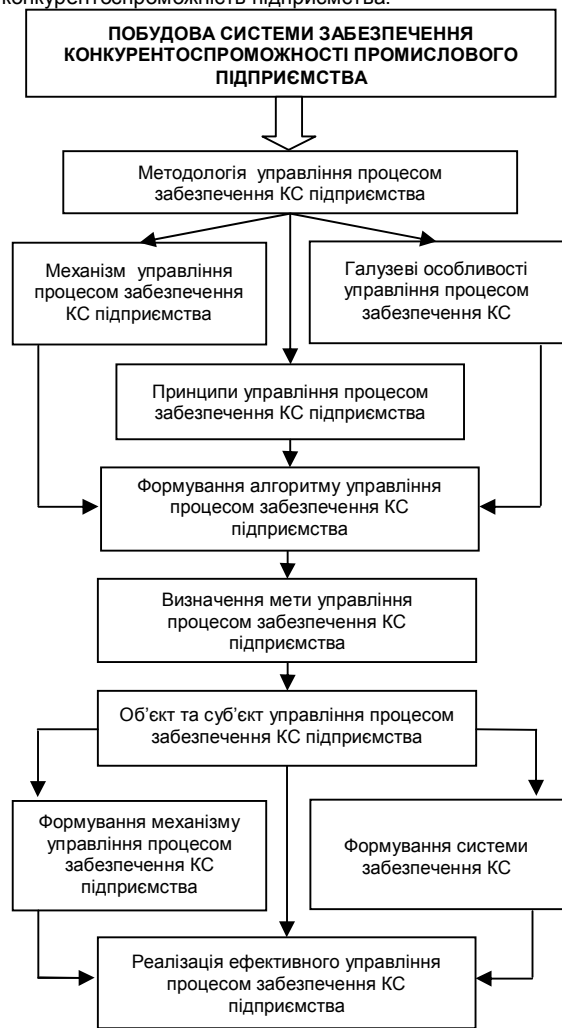 конкурентоспроможність підприємства.
ПОБУДОВА СИСТЕМИ ЗАБЕЗПЕЧЕННЯ
КОНКУРЕНТОСПРОМОЖНОСТІ ПРОМИСЛОВОГО
ПІДПРИЄМСТВА
Методологія управління процесом
забезпечення КС підприємства
Механізм управління
процесом забезпечення
КС підприємства
Галузеві особливості
управління процесом
забезпечення КС
Принципи управління процесом
забезпечення КС підприємства
Формування алгоритму управління
процесом забезпечення КС
підприємства
Визначення мети управління
процесом забезпечення КС
підприємства
Об’єкт та суб’єкт управління процесом
забезпечення КС підприємства
Формування механізму
управління процесом
забезпечення КС
підприємства
Формування системи
забезпечення КС
Реалізація ефективного управління
процесом забезпечення КС
підприємства